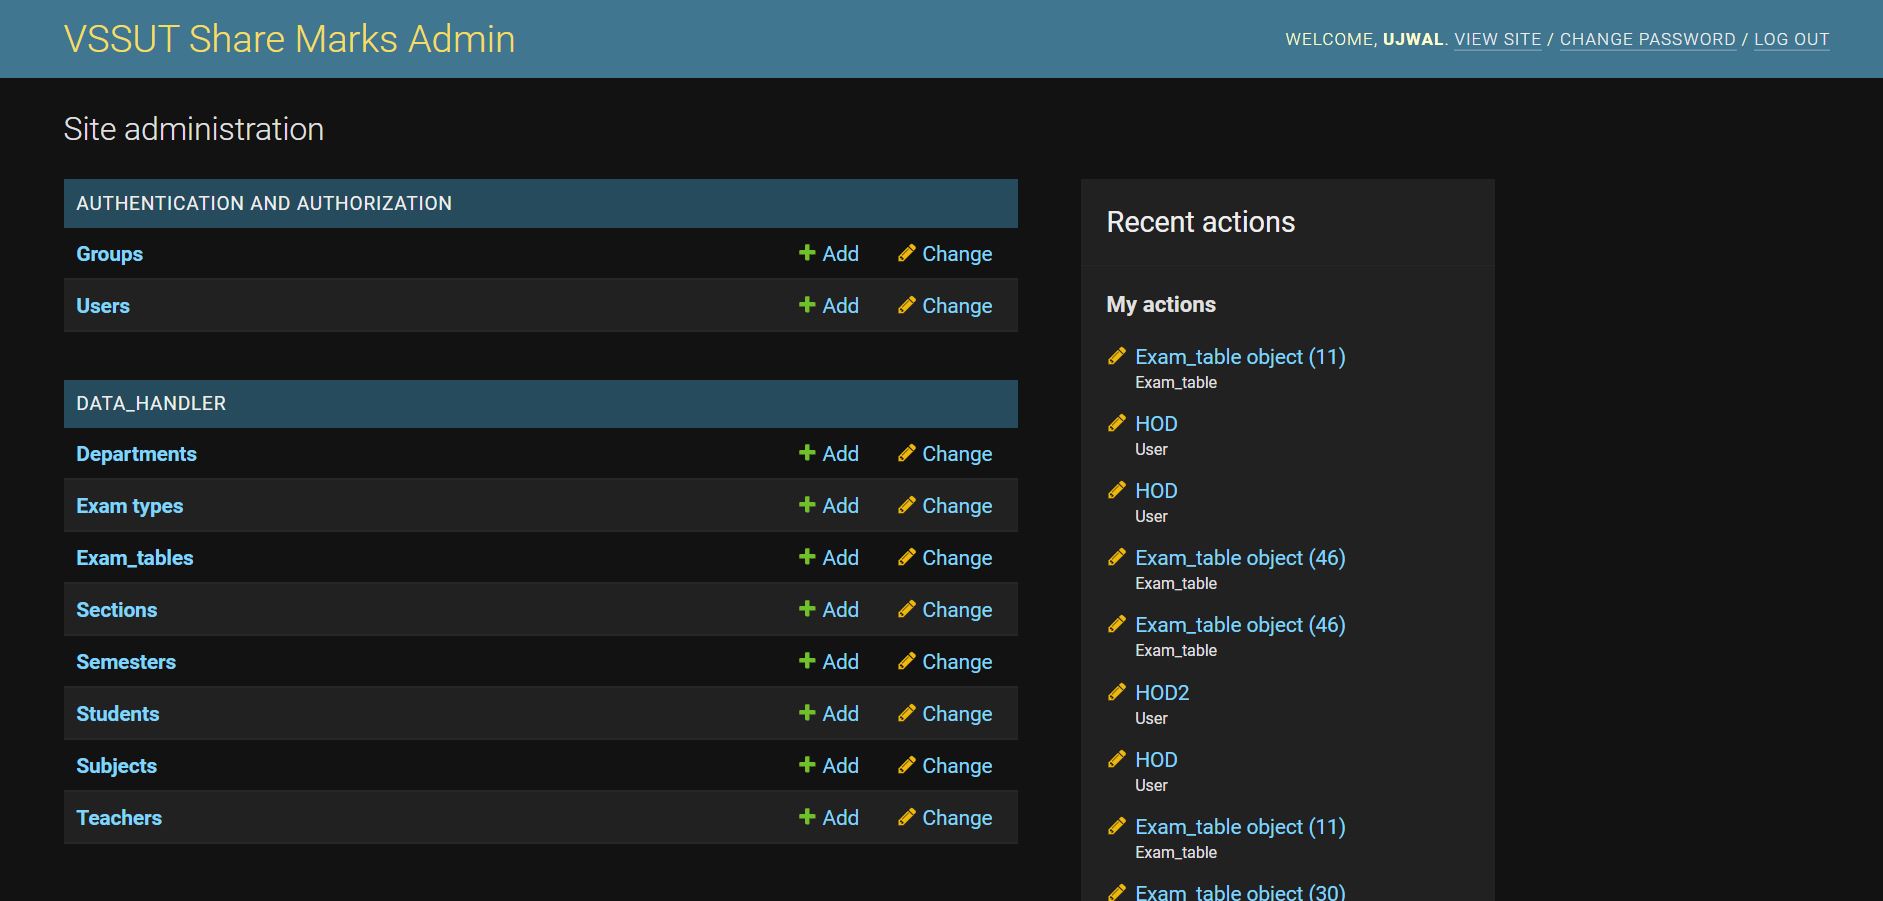 VSSUT Share Marks Admin
WELCOME, UJWAL. VIEW SITE / CHANGE PASSWORD / LOG OUT
Site administration
AUTHENTICATION AND AUTHORIZATION
Groups Add Change
Users Add Change
DATA_HANDLER
Departments Add Change
Exam types Add Change
Exam_tables Add Change
Sections Add Change
Semesters Add Change
Students Add Change
Subjects Add Change
Teachers Add Change
Recent actions
My actions
Exam_table object (11)
Exam_table
HOD
User
HOD
User
Exam_table object (46)
Exam_table
Exam_table object (46)
Exam_table
HOD2
User
HOD
User
Exam_table object (11)
Exam_table
Exam_table object (30)